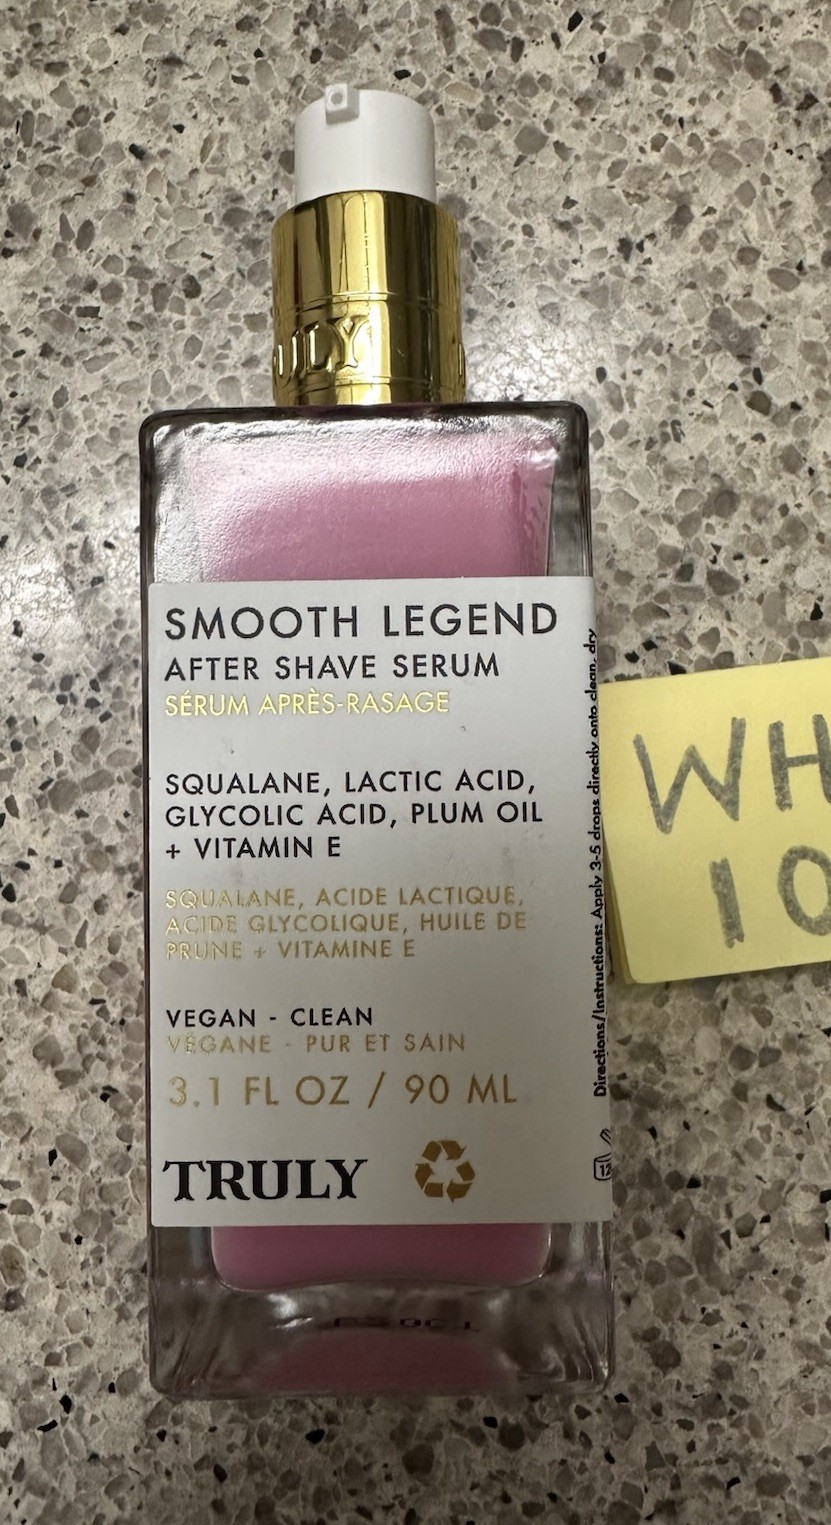 SMOOTH LEGEND
AFTER SHAVE SERUM
SÉRUM APRÈS-RASAGE
SQUALANE, LACTIC ACID,
GLYCOLIC ACID, PLUM OIL
+ VITAMIN E
SQUALANE, ACIDE LACTIQUE,
ACIDE GLYCOLIQUE, HUILE DE
PRUNE + VITAMINE E
VEGAN - CLEAN
VÉGANE - PUR ET SAIN
3.1 FL OZ / 90 ML
TRULY
Directions/Instructions: Apply 3-5 drops directly onto clean, dry
WH
10